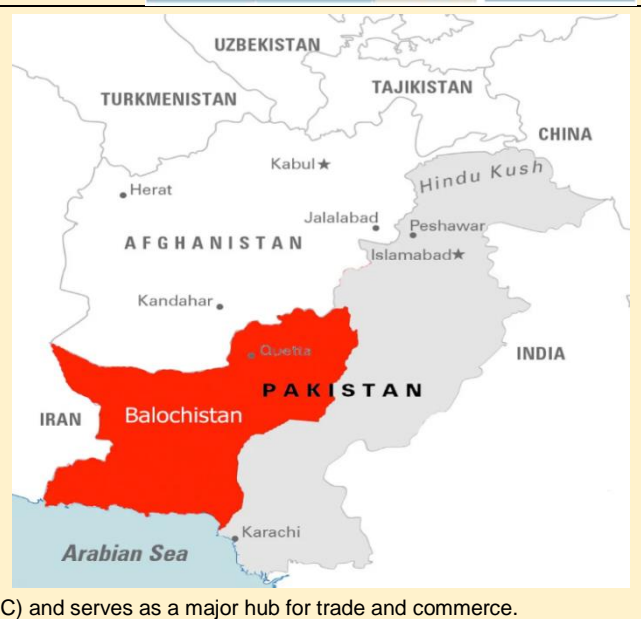 UZBEKISTAN
TAJIKISTAN
TURKMENISTAN
CHINA
Kabul
Hindu Kush
Herat
Jalalabad
Peshawar
AFGHANISTAN
Islamabad
Kandahar
Quetta
INDIA
PAKISTAN
IRAN
Balochistan
Karachi
Arabian Sea
C) and serves as a major hub for trade and commerce.